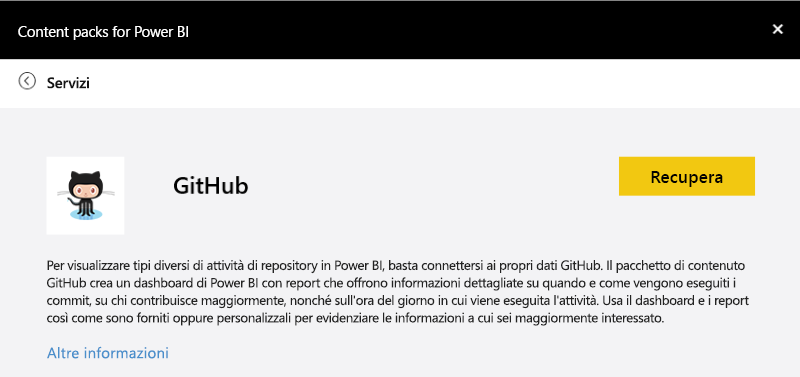 Content packs for Power BI
Servizi
GitHub
Recupera
Per visualizzare tipi diversi di attività di repository in Power BI, basta connettersi ai propri dati GitHub. Il pacchetto di contenuto
GitHub crea un dashboard di Power BI con report che offrono informazioni dettagliate su quando e come vengono eseguiti i
commit, su chi contribuisce maggiormente, nonché sull'ora del giorno in cui viene eseguita l'attività. Usa il dashboard e i report
così come sono forniti oppure personalizzali per evidenziare le informazioni a cui sei maggiormente interessato.
Altre informazioni